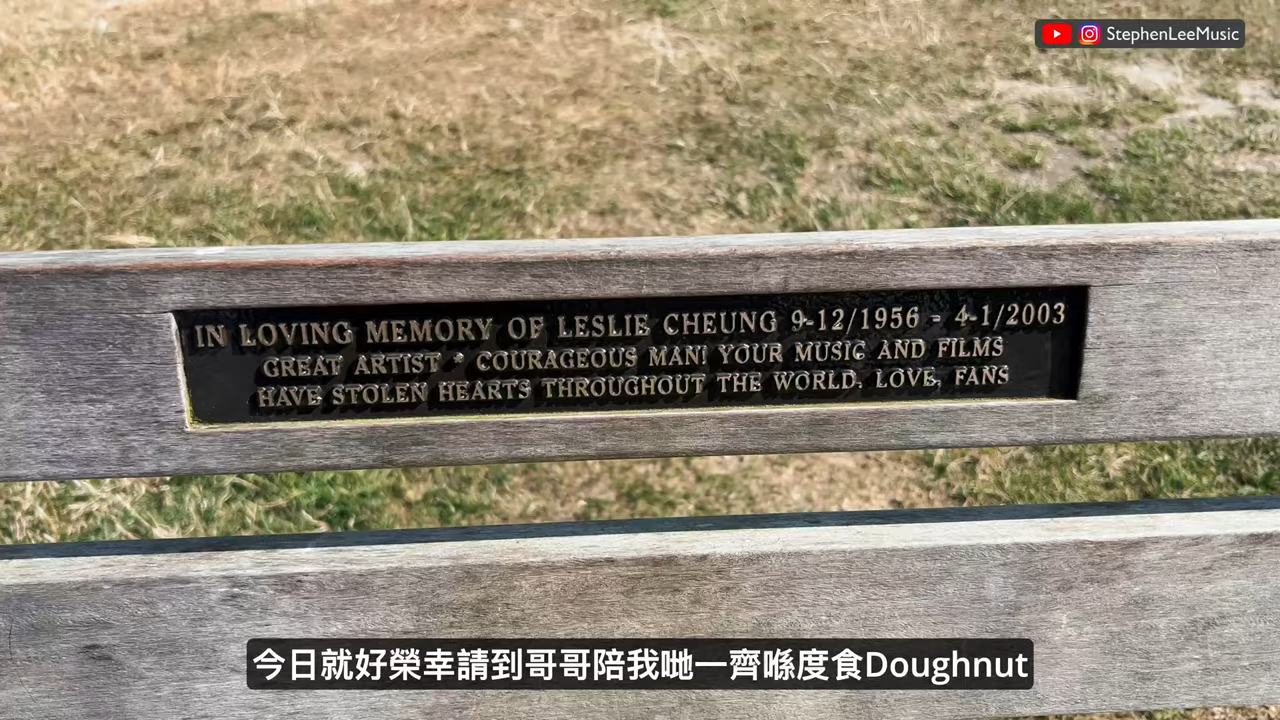 StephenLeeMusic
IN LOVING MEMORY OF LESLIE CHEUNG 9-12/1956 - 4-1/2003
GREAT ARTIST * COURAGEOUS MAN! YOUR MUSIC AND FILMS
HAVE STOLEN HEARTS THROUGHOUT THE WORLD. LOVE, FANS
今日就好榮幸請到哥哥陪我哋一齊喺度食Doughnut